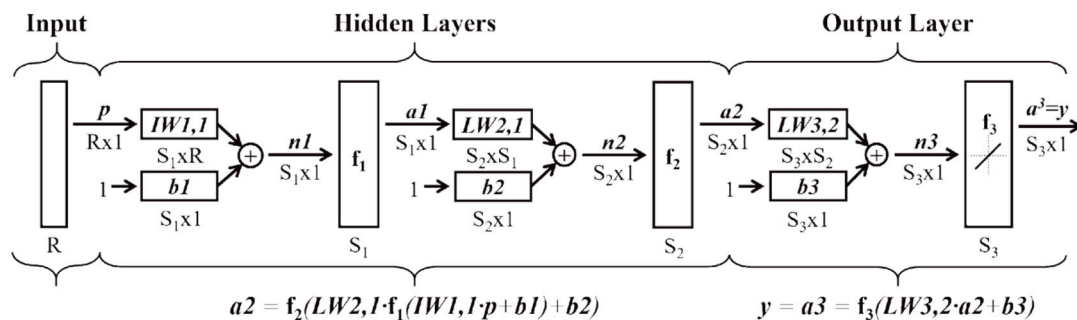 Input Hidden Layers Output Layer
p a1 a2 a³=y
IW1,1 LW2,1 LW3,2 f₃
Rx1 n1 S₁x1 n2 S₂x1 n3 S₃x1
S₁xR f₁ S₂xS₁ f₂ S₃xS₂
S₁x1 S₂x1 S₃x1
1 b1 1 b2 1 b3
S₁x1 S₂x1 S₃x1
R S₁ S₂ S₃
a2 = f₂(LW2,1·f₁(IW1,1·p+b1)+b2) y = a3 = f₃(LW3,2·a2+b3)